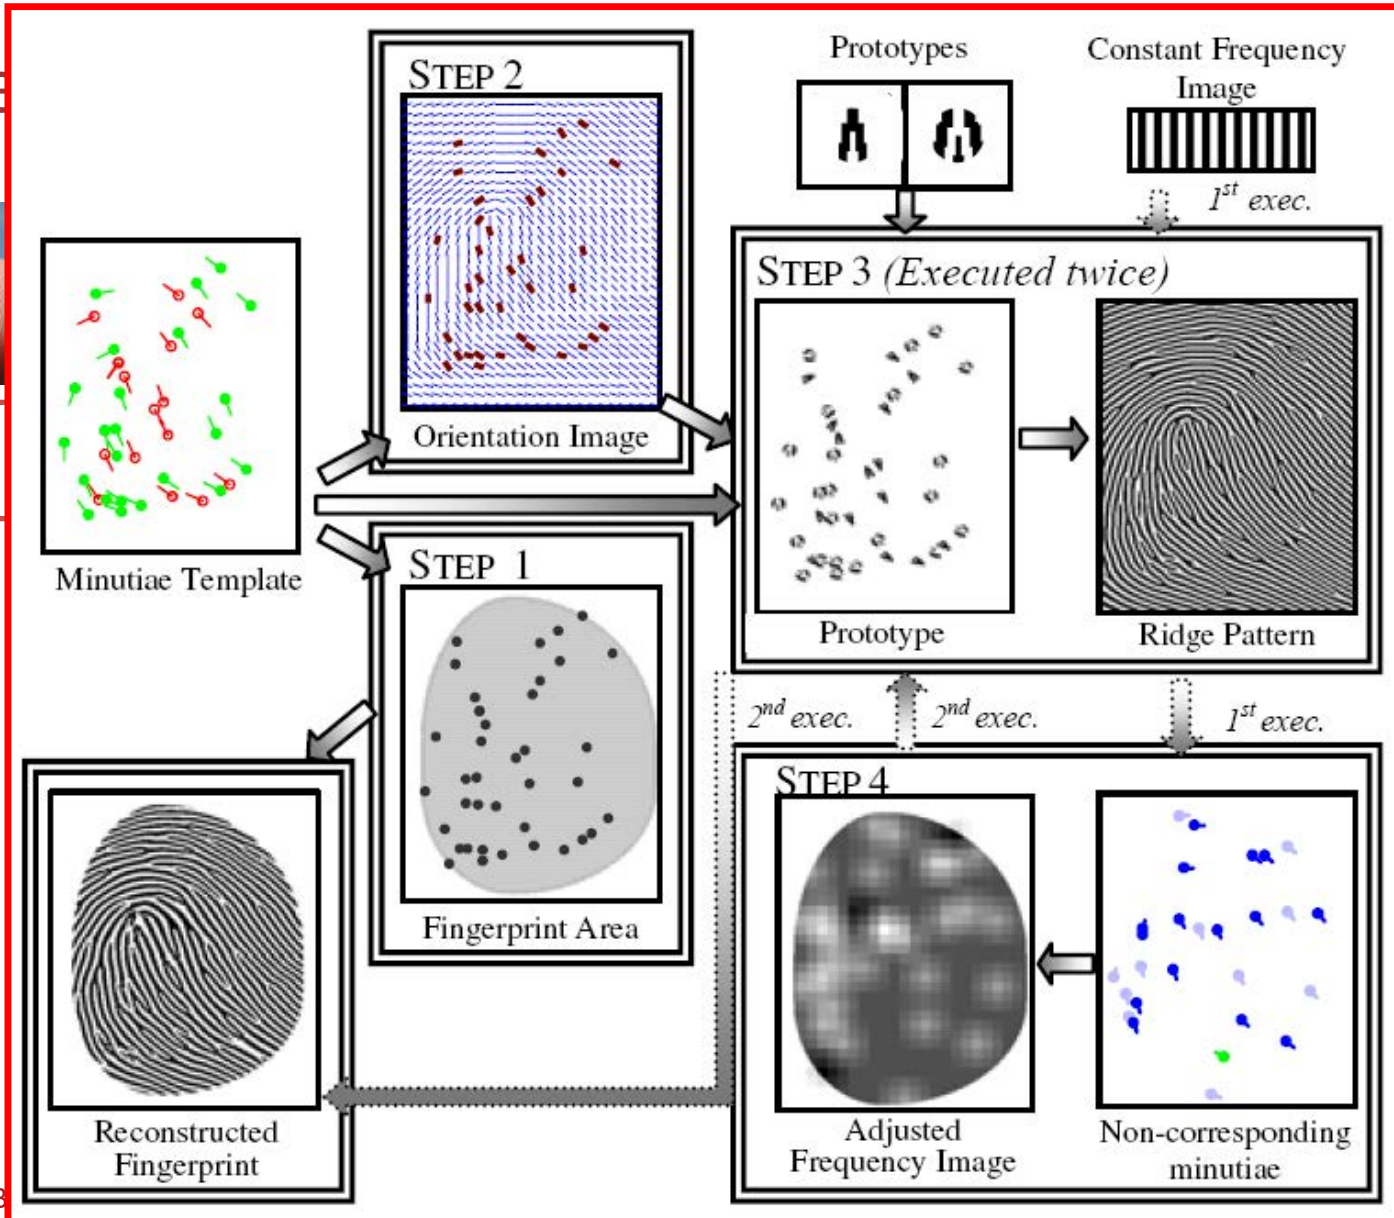 STEP 2
Orientation Image
Prototypes
Constant Frequency
Image
1st exec.
STEP 3 (Executed twice)
Prototype
Ridge Pattern
Minutiae Template
STEP 1
Fingerprint Area
2nd exec.
2nd exec.
1st exec.
STEP 4
Adjusted
Frequency Image
Non-corresponding
minutiae
Reconstructed
Fingerprint